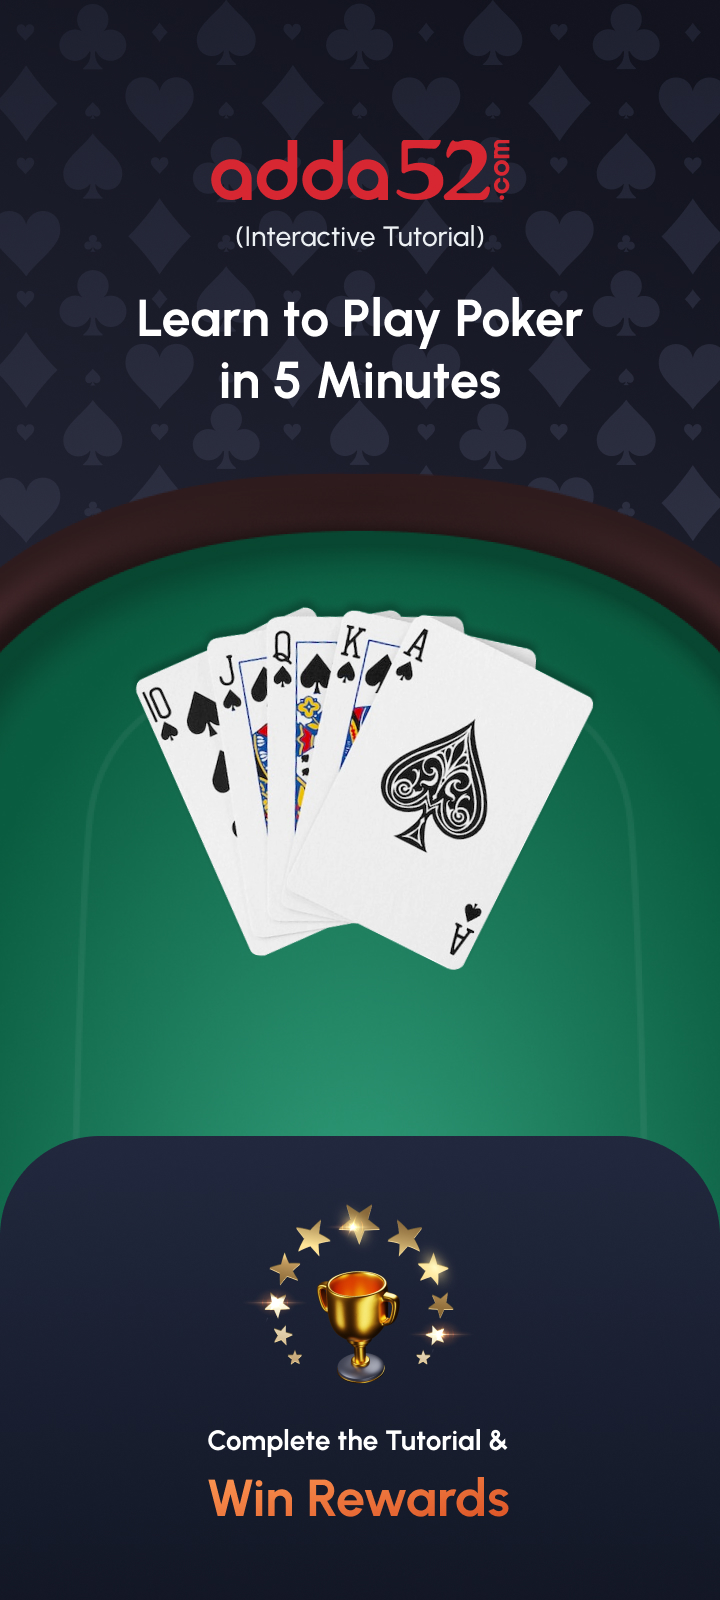 adda52.com
(Interactive Tutorial)
Learn to Play Poker
in 5 Minutes
10
J
Q
K
A
A
Complete the Tutorial &
Win Rewards